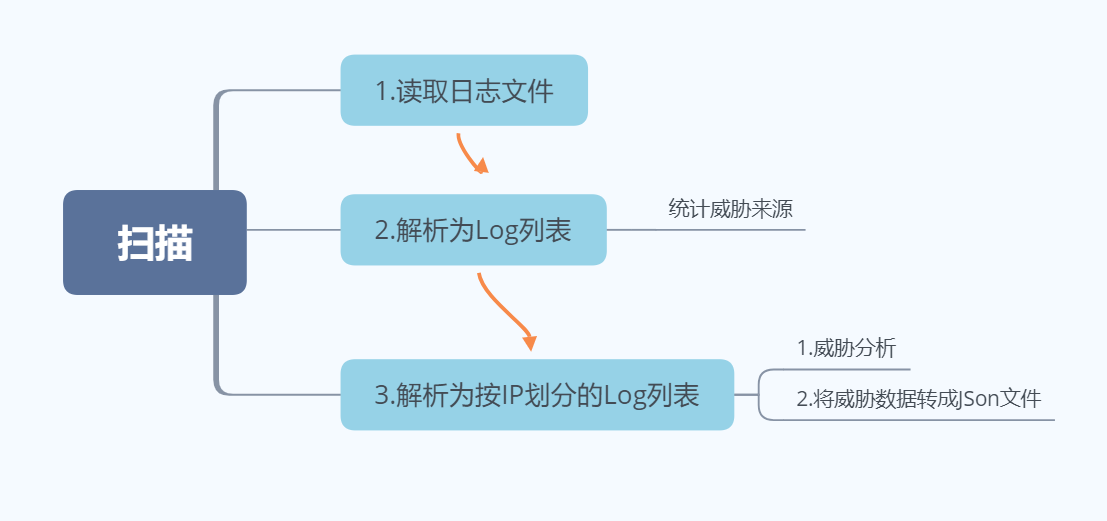 1.读取日志文件
扫描
2.解析为Log列表
统计威胁来源
3.解析为按IP划分的Log列表
1.威胁分析
2.将威胁数据转成JSon文件